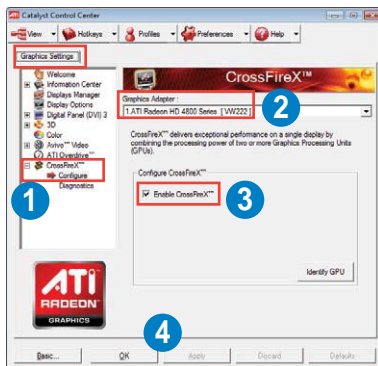 Catalyst Control Center
View Hotkeys Profiles Preferences Help
Graphics Settings
Welcome
Information Center
Displays Manager
Display Options
Digital Panel (DVI) 3
3D
Color
Avivo™ Video
ATI Overdrive™
CrossFireX™
Configure
Diagnostics
1
CrossFireX™
Graphics Adapter :
1.ATI Radeon HD 4800 Series [ VW222 ]
2
CrossFireX™ delivers exceptional performance on a single display by
combining the processing power of two or more Graphics Processing Units
(GPUs).
Configure CrossFireX™
Enable CrossFireX™
3
Identify GPU
ATI
RADEON
GRAPHICS
4
Basic... OK Apply Discard Defaults